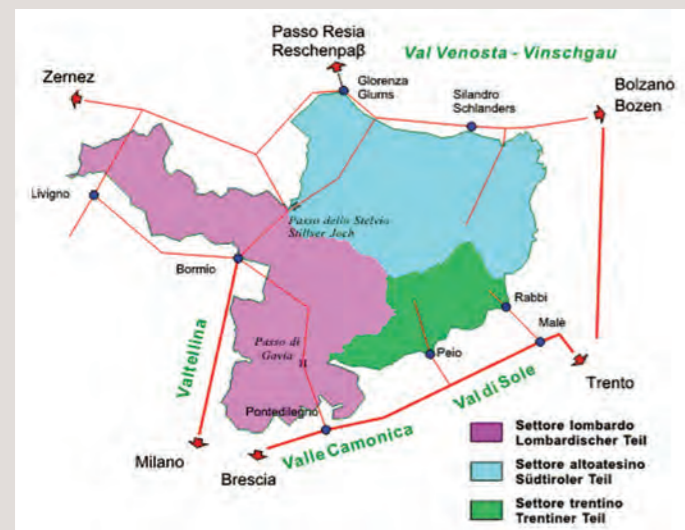 Passo Resia
Reschenpaβ
Val Venosta - Vinschgau
Zernez
Glorenza
Glums
Silandro
Schlanders
Bolzano
Bozen
Livigno
Passo dello Stelvio
Stilfser Joch
Bormio
Rabbi
Malè
Passo di
Gavia
Peio
Valtellina
Val di Sole
Trento
Pontedilegno
Valle Camonica
Milano
Brescia
Settore lombardo
Lombardischer Teil
Settore altoatesino
Südtiroler Teil
Settore trentino
Trentiner Teil